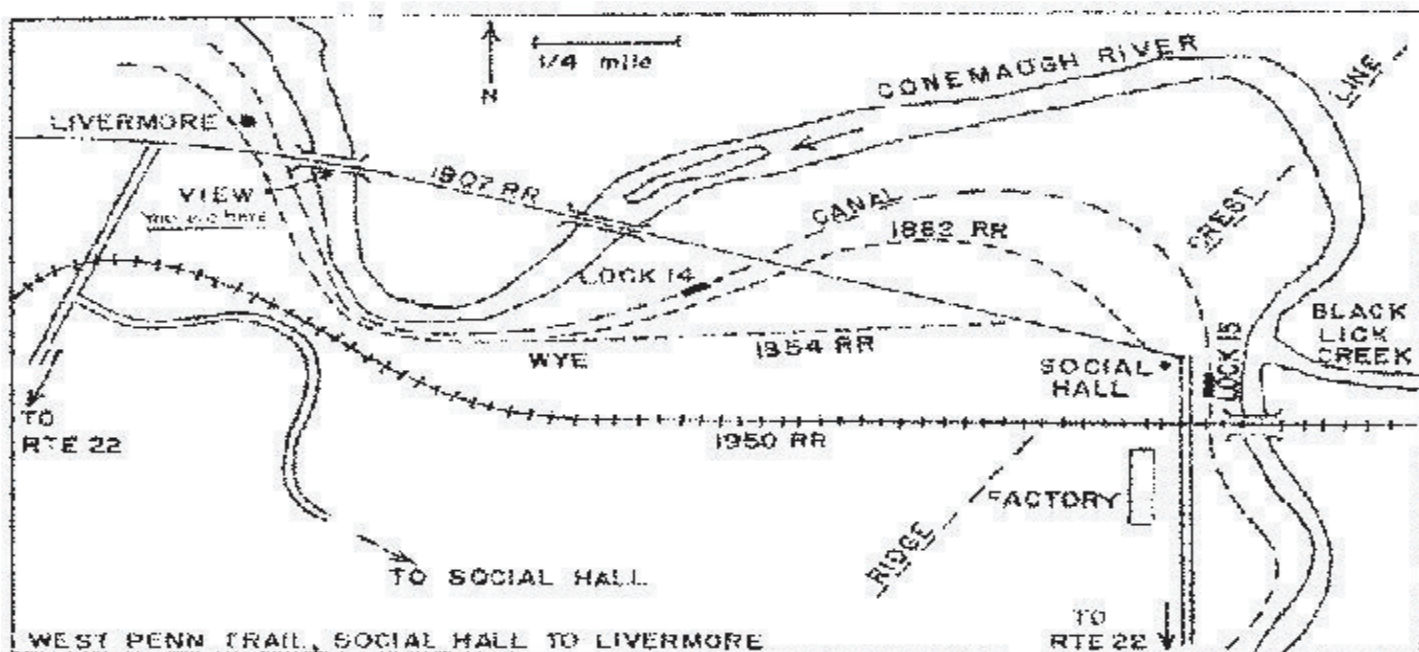 CONEMAUGH RIVER
N
1/4 mile
LINE
LIVERMORE
VIEW
1907 RR
CANAL
1882 RR
CREST
LOCK 14
WYE
1854 RR
SOCIAL
HALL
LOCK 15
BLACK
LICK
CREEK
TO
RTE 22
1950 RR
FACTORY
RIDGE
TO SOCIAL HALL
TO
RTE 22
WEST PENN TRAIL, SOCIAL HALL TO LIVERMORE